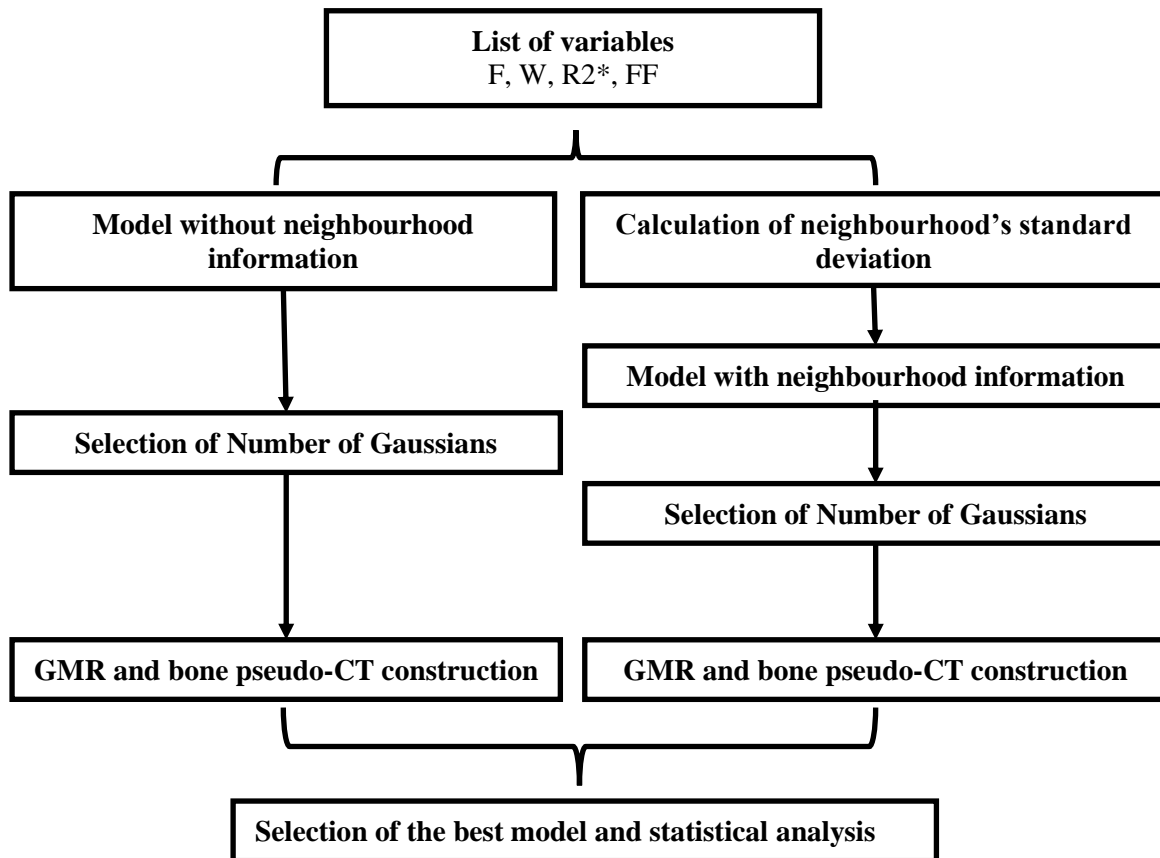 List of variables
F, W, R2*, FF
Model without neighbourhood
information
Calculation of neighbourhood’s standard
deviation
Model with neighbourhood information
Selection of Number of Gaussians
Selection of Number of Gaussians
GMR and bone pseudo-CT construction
GMR and bone pseudo-CT construction
Selection of the best model and statistical analysis